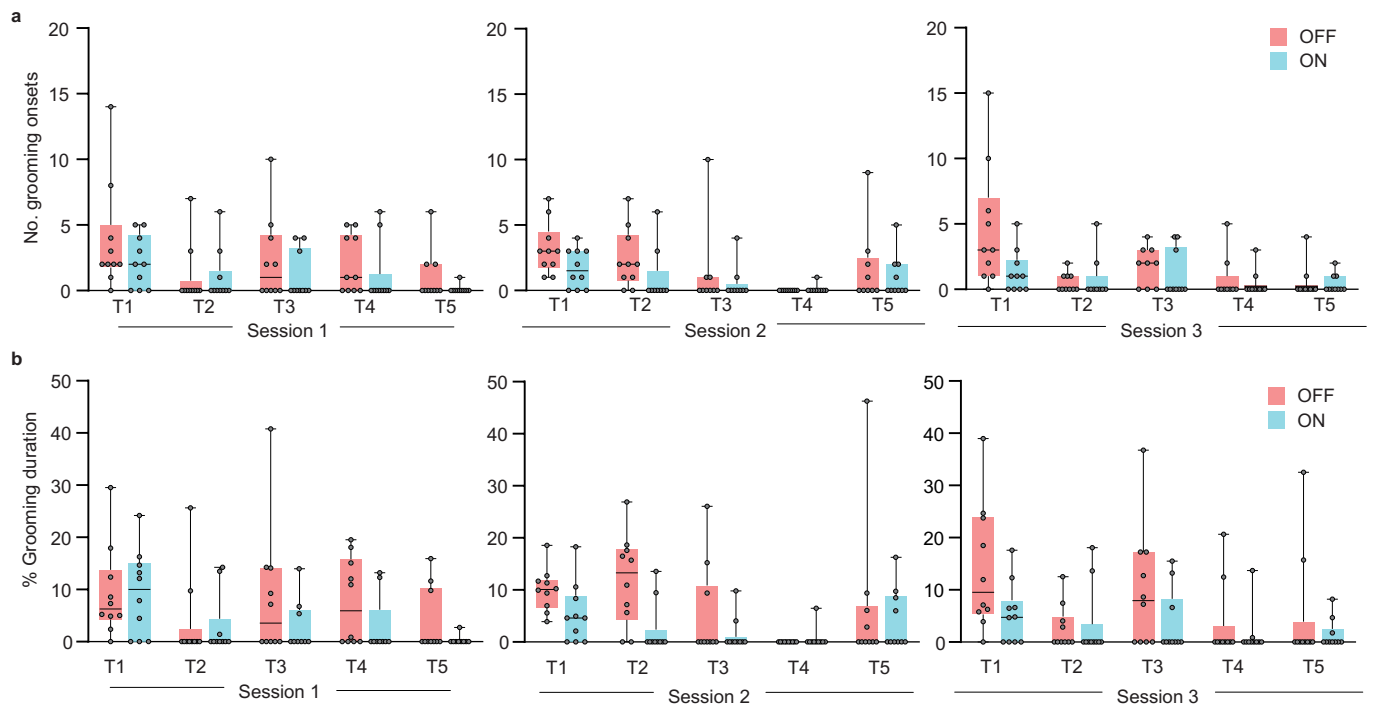 a
No. grooming onsets
20
15
10
5
0
T1 T2 T3 T4 T5
Session 1
20
15
10
5
0
T1 T2 T3 T4 T5
Session 2
20
15
10
5
0
T1 T2 T3 T4 T5
Session 3
OFF
ON
b
% Grooming duration
50
40
30
20
10
0
T1 T2 T3 T4 T5
Session 1
50
40
30
20
10
0
T1 T2 T3 T4 T5
Session 2
50
40
30
20
10
0
T1 T2 T3 T4 T5
Session 3
OFF
ON